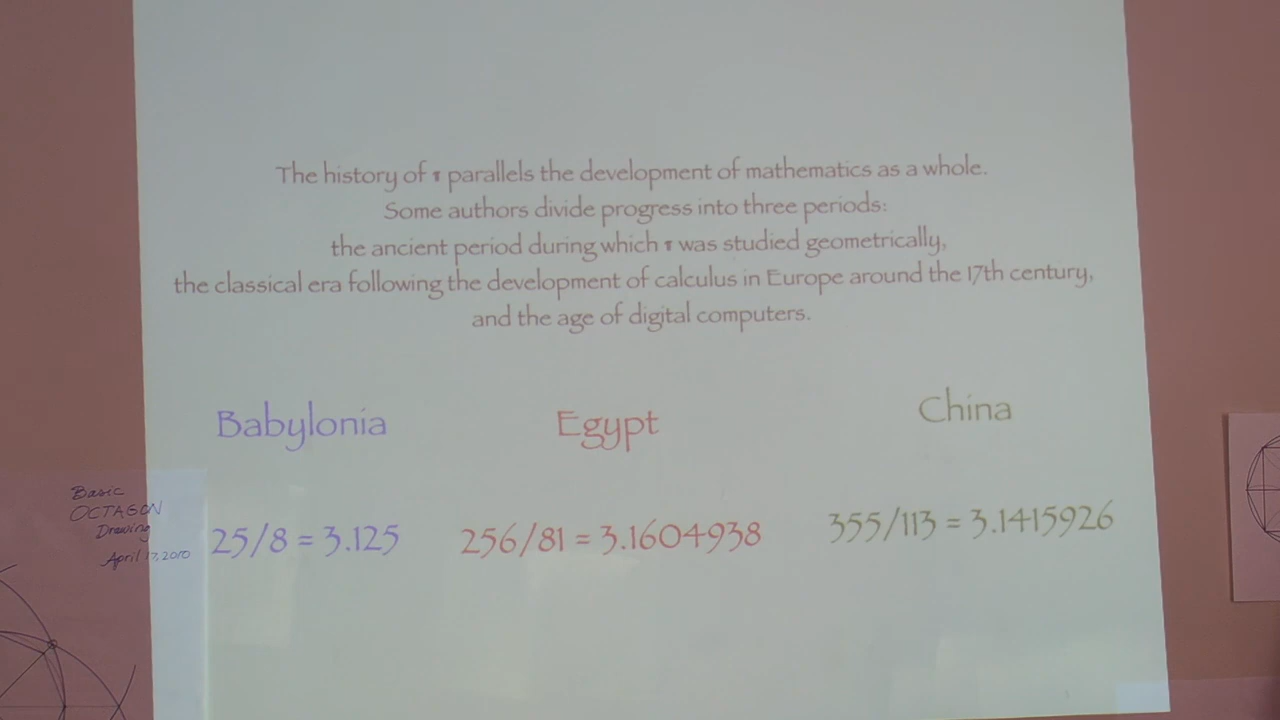 The history of π parallels the development of mathematics as a whole.
Some authors divide progress into three periods:
the ancient period during which π was studied geometrically,
the classical era following the development of calculus in Europe around the 17th century,
and the age of digital computers.
Babylonia
Egypt
China
25/8 = 3.125
256/81 = 3.1604938
355/113 = 3.1415926
Basic
OCTAGON
Drawing
April 17, 2010